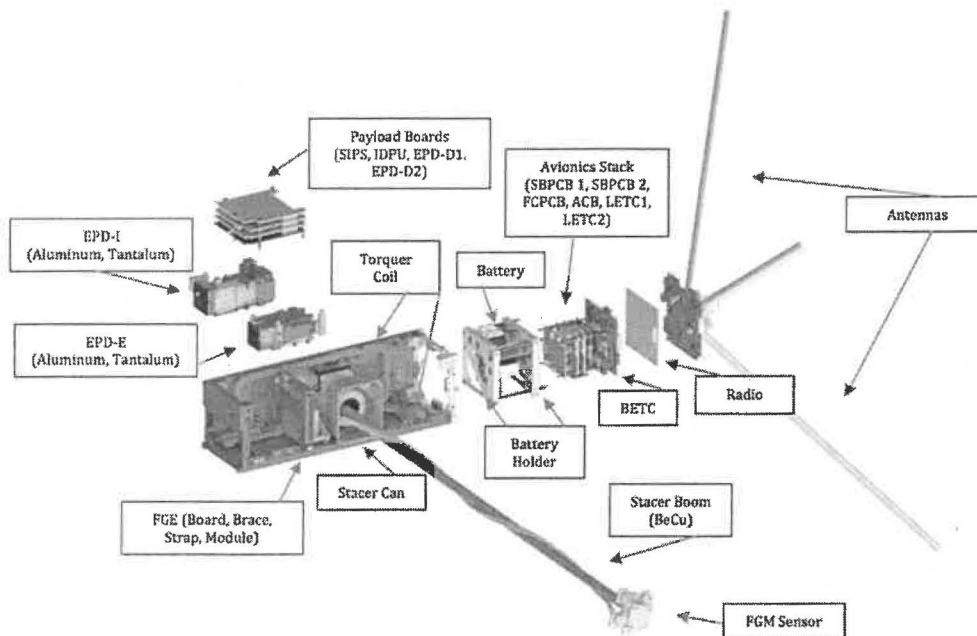 Payload Boards
(SIPS, IDPU, EPD-D1,
EPD-D2)
Avionics Stack
(SBPCB 1, SBPCB 2,
FCPCB, ACB, LETC1,
LETC2)
Antennas
EPD-I
(Aluminum, Tantalum)
Torquer
Coil
Battery
EPD-E
(Aluminum, Tantalum)
BETC
Radio
Battery
Holder
Stacer Can
FGE (Board, Brace,
Strap, Module)
Stacer Boom
(BeCu)
FGM Sensor